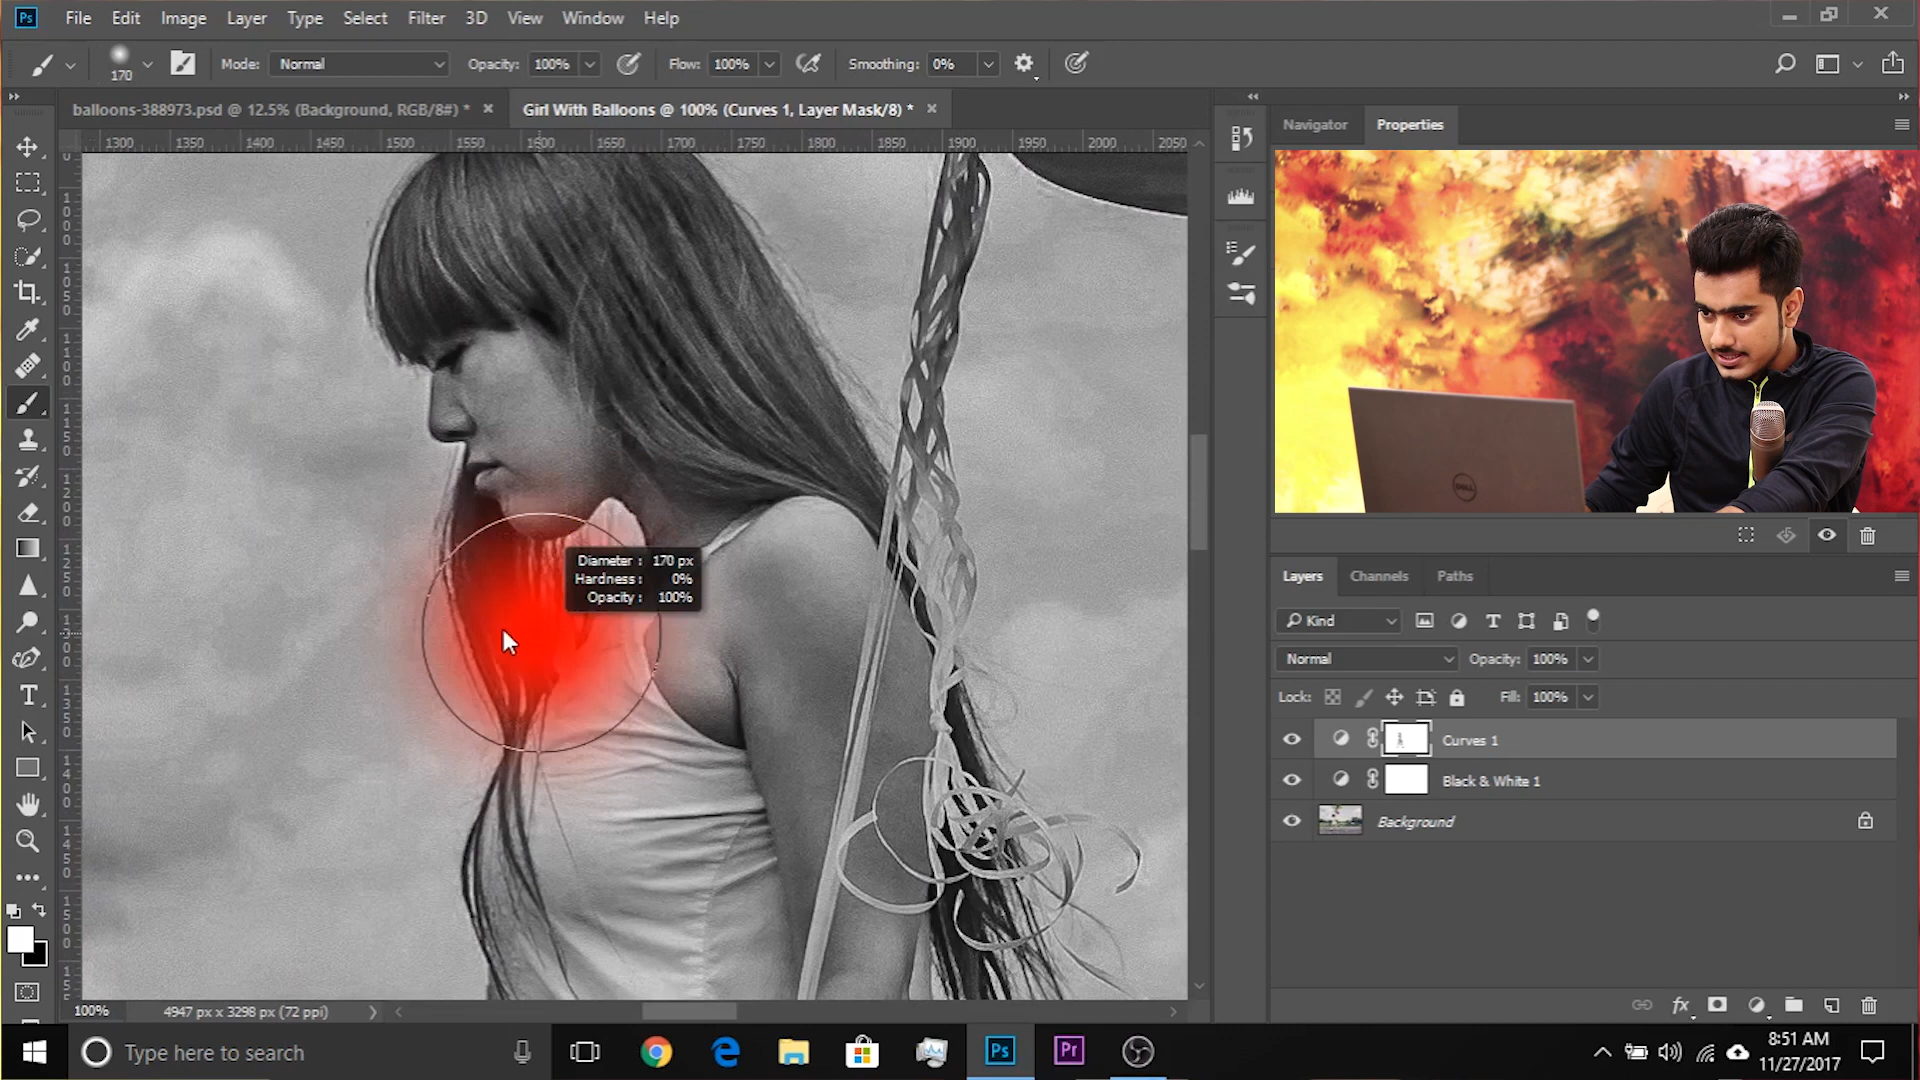 Ps File Edit Image Layer Type Select Filter 3D View Window Help
170 Mode: Normal Opacity: 100% Flow: 100% Smoothing: 0%
balloons-388973.psd @ 12.5% (Background, RGB/8#) * Girl With Balloons @ 100% (Curves 1, Layer Mask/8) *
1300 1350 1400 1450 1500 1550 1600 1650 1700 1750 1800 1850 1900 1950 2000 2050
Navigator Properties
DELL
Diameter : 170 px
Hardness : 0%
Opacity : 100%
Layers Channels Paths
Kind
Normal Opacity: 100%
Lock: Fill: 100%
Curves 1
Black & White 1
Background
fx
100% 4947 px x 3298 px (72 ppi)
Type here to search
Ps Pr
8:51 AM
11/27/2017